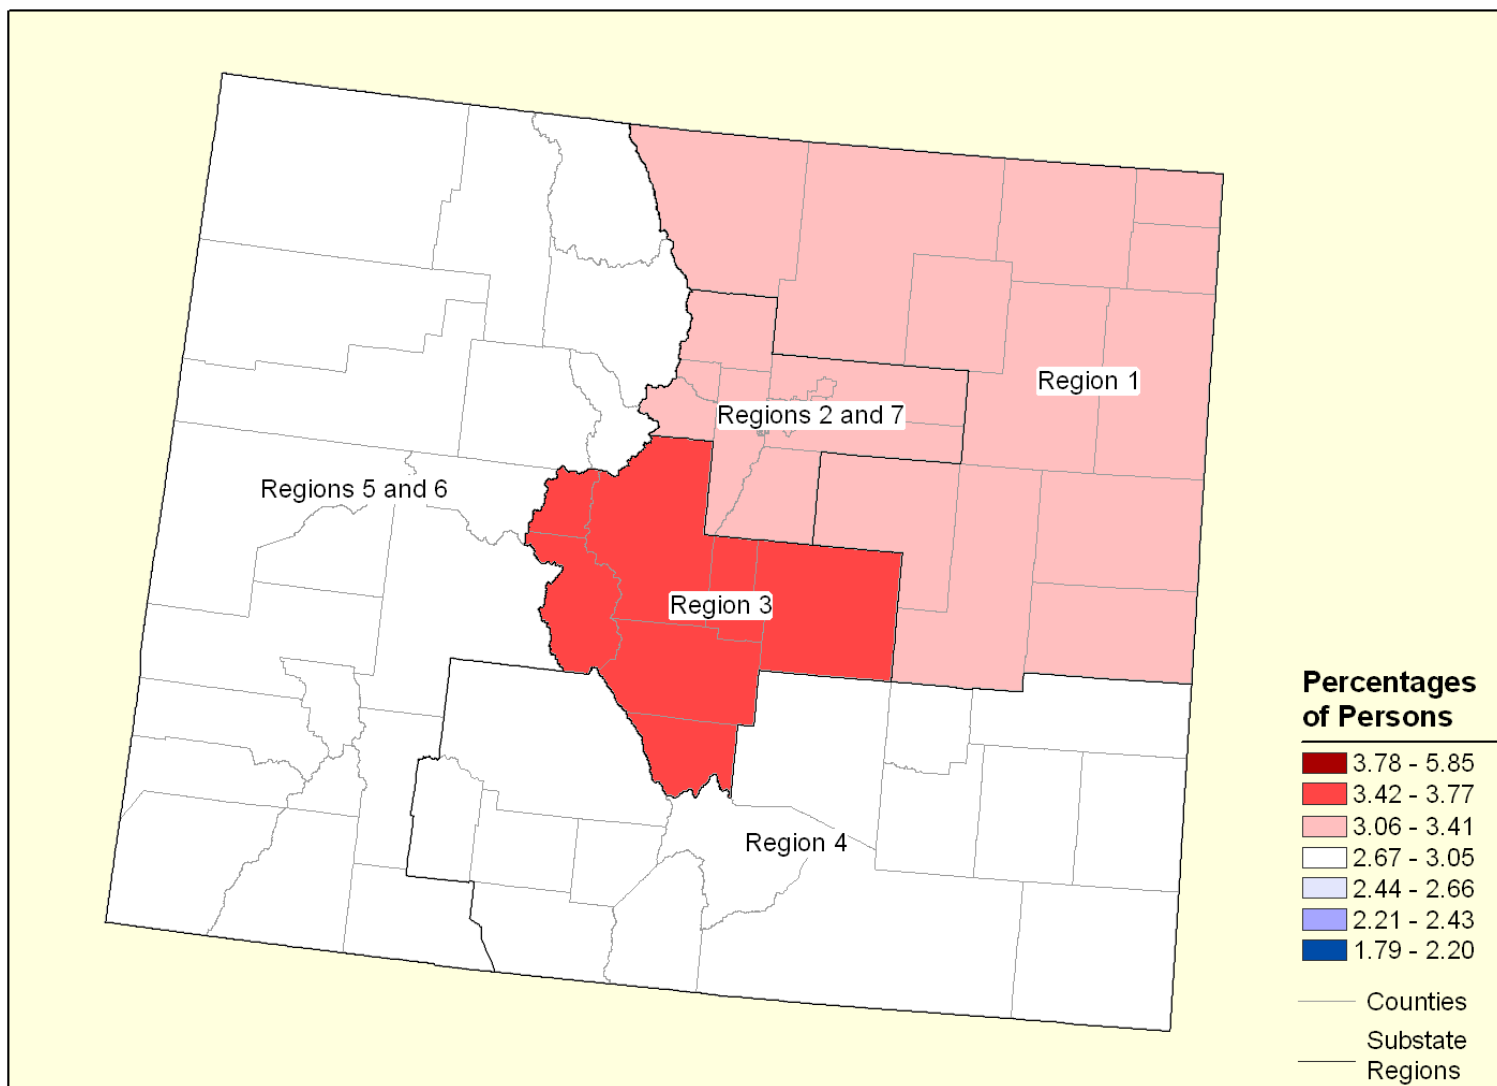 Region 1
Regions 2 and 7
Regions 5 and 6
Region 3
Region 4
Percentages
of Persons
3.78 - 5.85
3.42 - 3.77
3.06 - 3.41
2.67 - 3.05
2.44 - 2.66
2.21 - 2.43
1.79 - 2.20
Counties
Substate
Regions